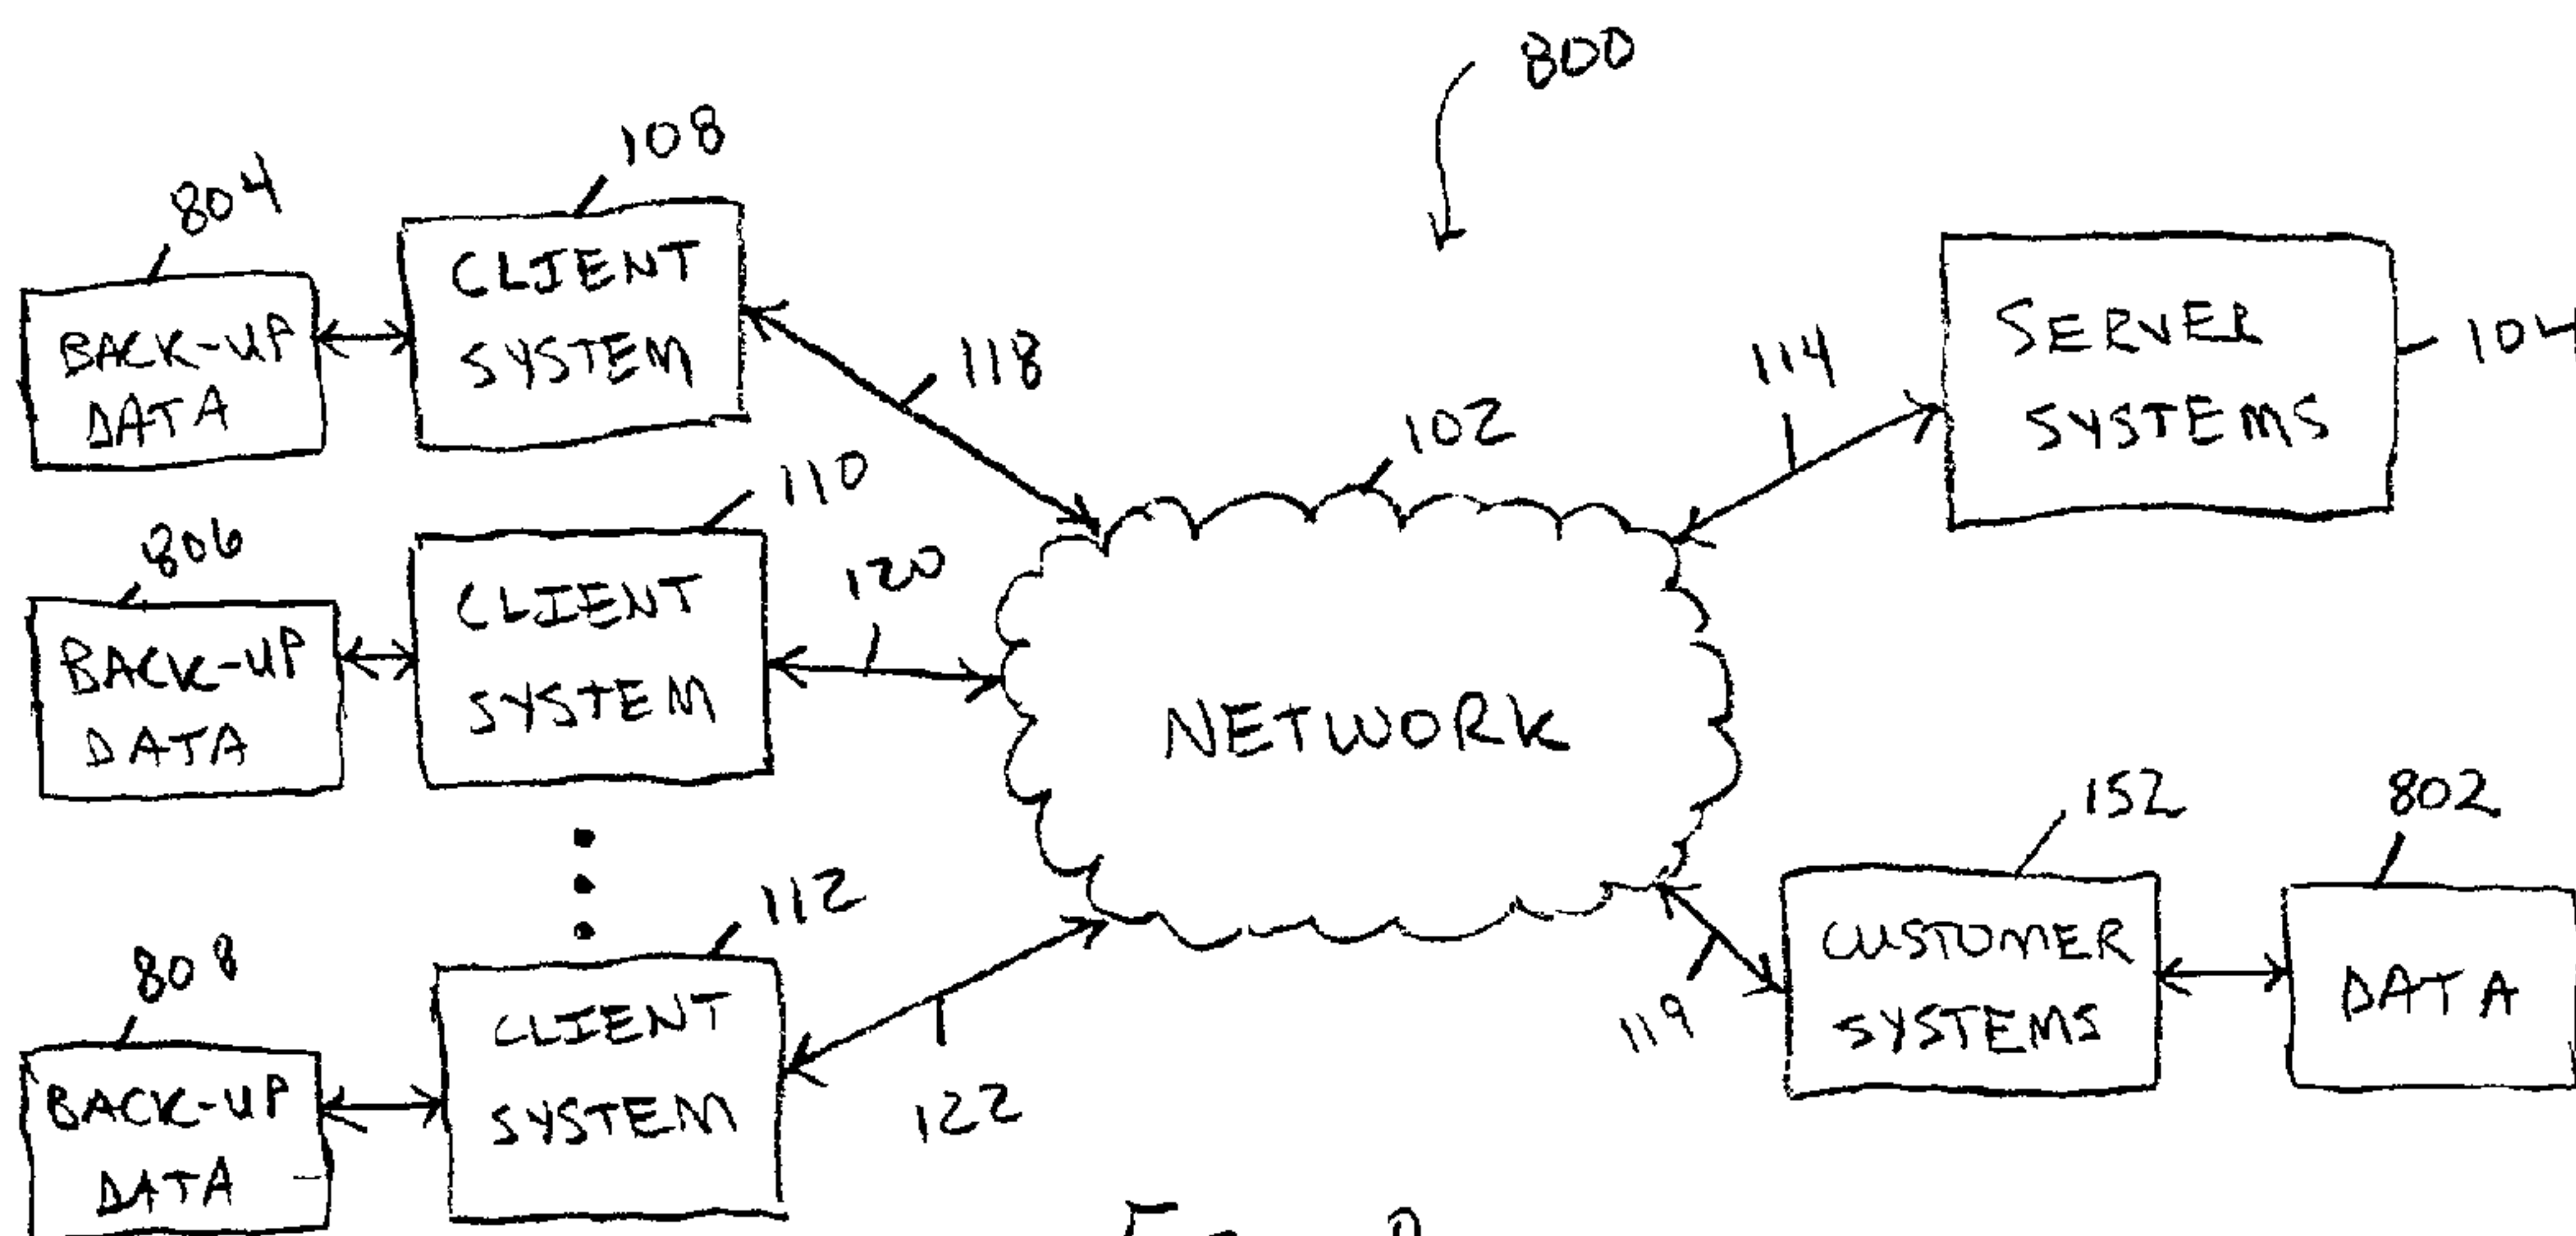 800
108
804
CLIENT
SYSTEM
BACK-UP
DATA
118
114
SERVER
SYSTEMS
104
102
110
806
CLIENT
SYSTEM
BACK-UP
DATA
120
NETWORK
152
802
112
808
CLIENT
SYSTEM
BACK-UP
DATA
122
119
CUSTOMER
SYSTEMS
DATA